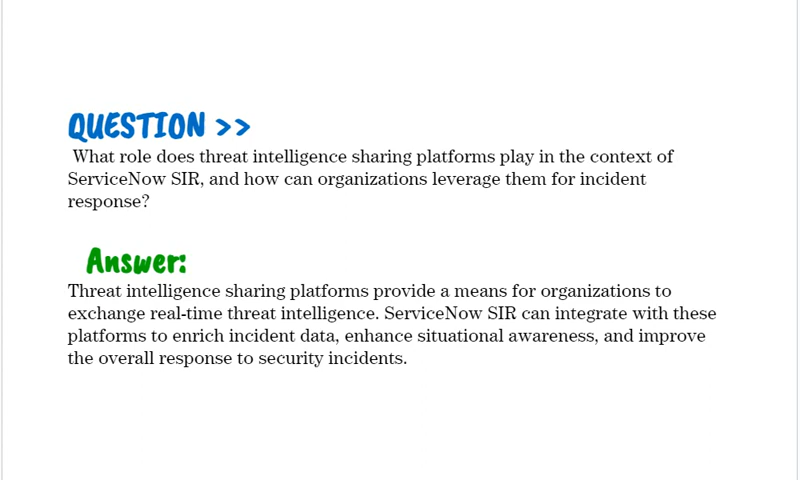 QUESTION >>
What role does threat intelligence sharing platforms play in the context of
ServiceNow SIR, and how can organizations leverage them for incident
response?
Answer:
Threat intelligence sharing platforms provide a means for organizations to
exchange real-time threat intelligence. ServiceNow SIR can integrate with these
platforms to enrich incident data, enhance situational awareness, and improve
the overall response to security incidents.